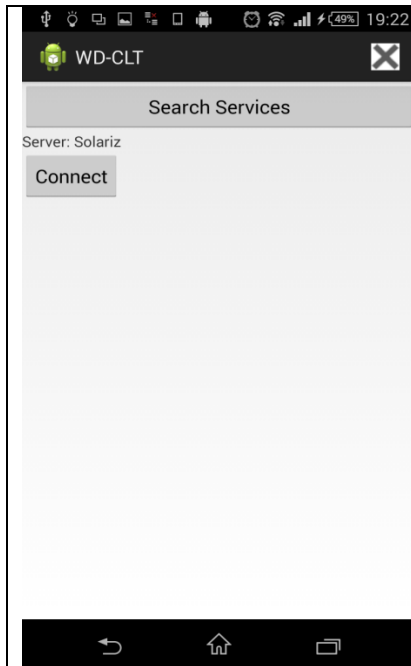 49% 19:22
WD-CLT
Search Services
Server: Solariz
Connect